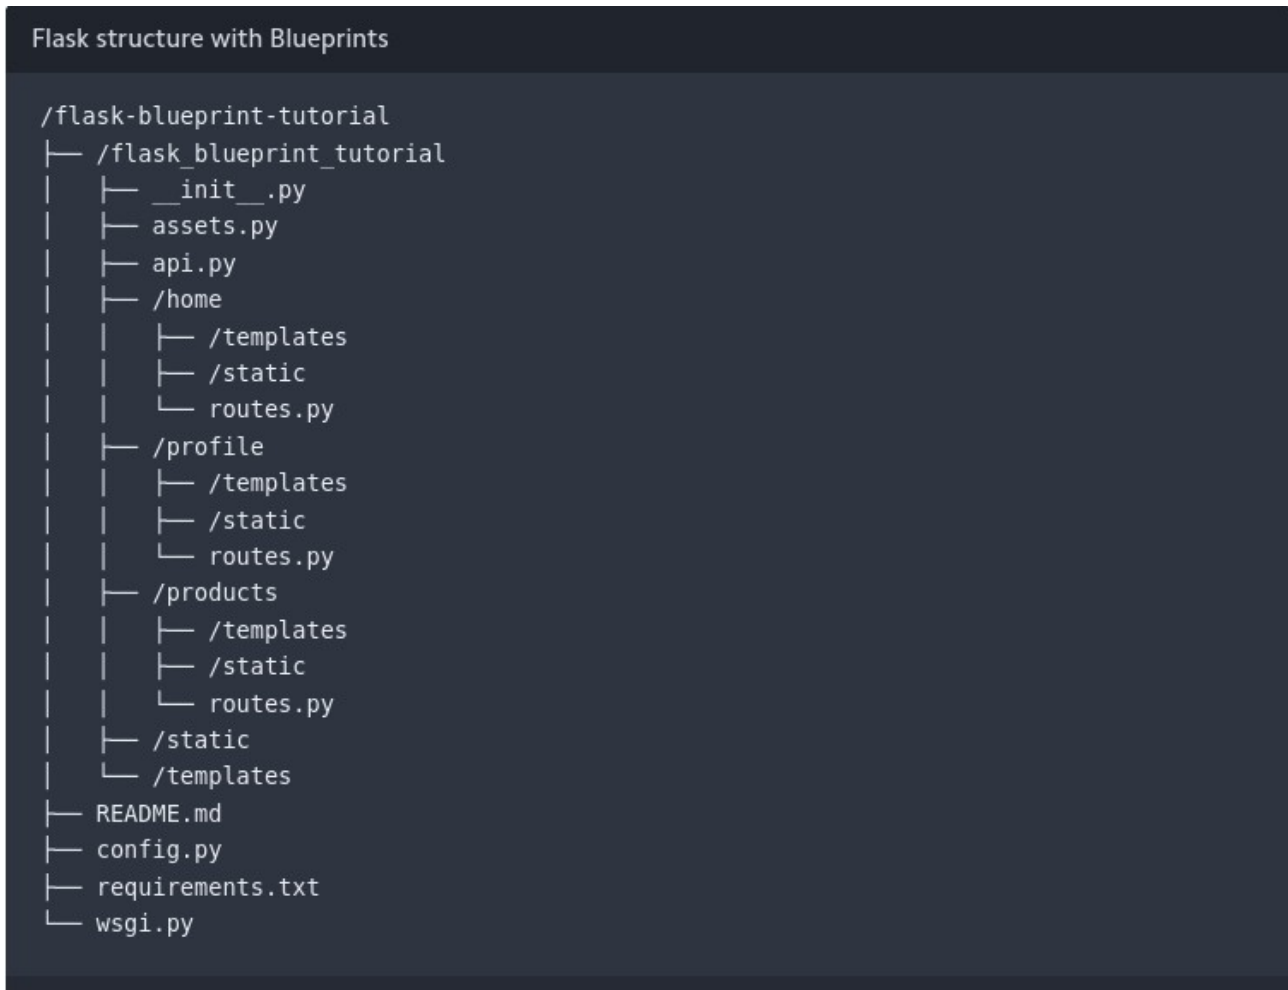 Flask structure with Blueprints
/flask-blueprint-tutorial
├── /flask_blueprint_tutorial
│   ├── __init__.py
│   ├── assets.py
│   ├── api.py
│   ├── /home
│   │   ├── /templates
│   │   ├── /static
│   │   └── routes.py
│   ├── /profile
│   │   ├── /templates
│   │   ├── /static
│   │   └── routes.py
│   ├── /products
│   │   ├── /templates
│   │   ├── /static
│   │   └── routes.py
│   ├── /static
│   └── /templates
├── README.md
├── config.py
├── requirements.txt
└── wsgi.py